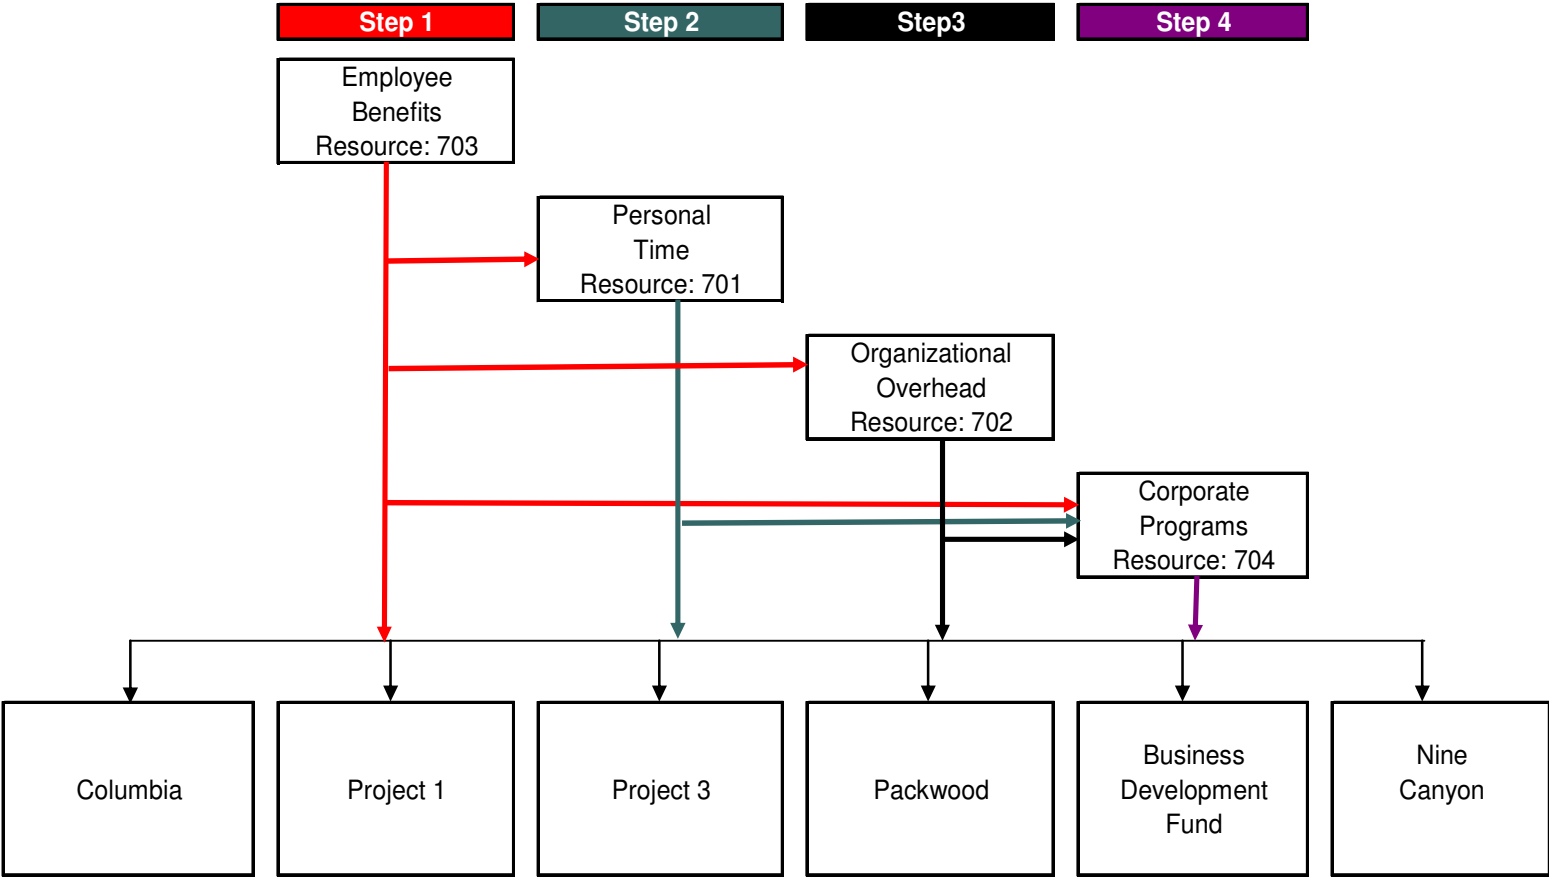 Step 1
Step 2
Step3
Step 4
Employee
Benefits
Resource: 703
Personal
Time
Resource: 701
Organizational
Overhead
Resource: 702
Corporate
Programs
Resource: 704
Columbia
Project 1
Project 3
Packwood
Business
Development
Fund
Nine
Canyon